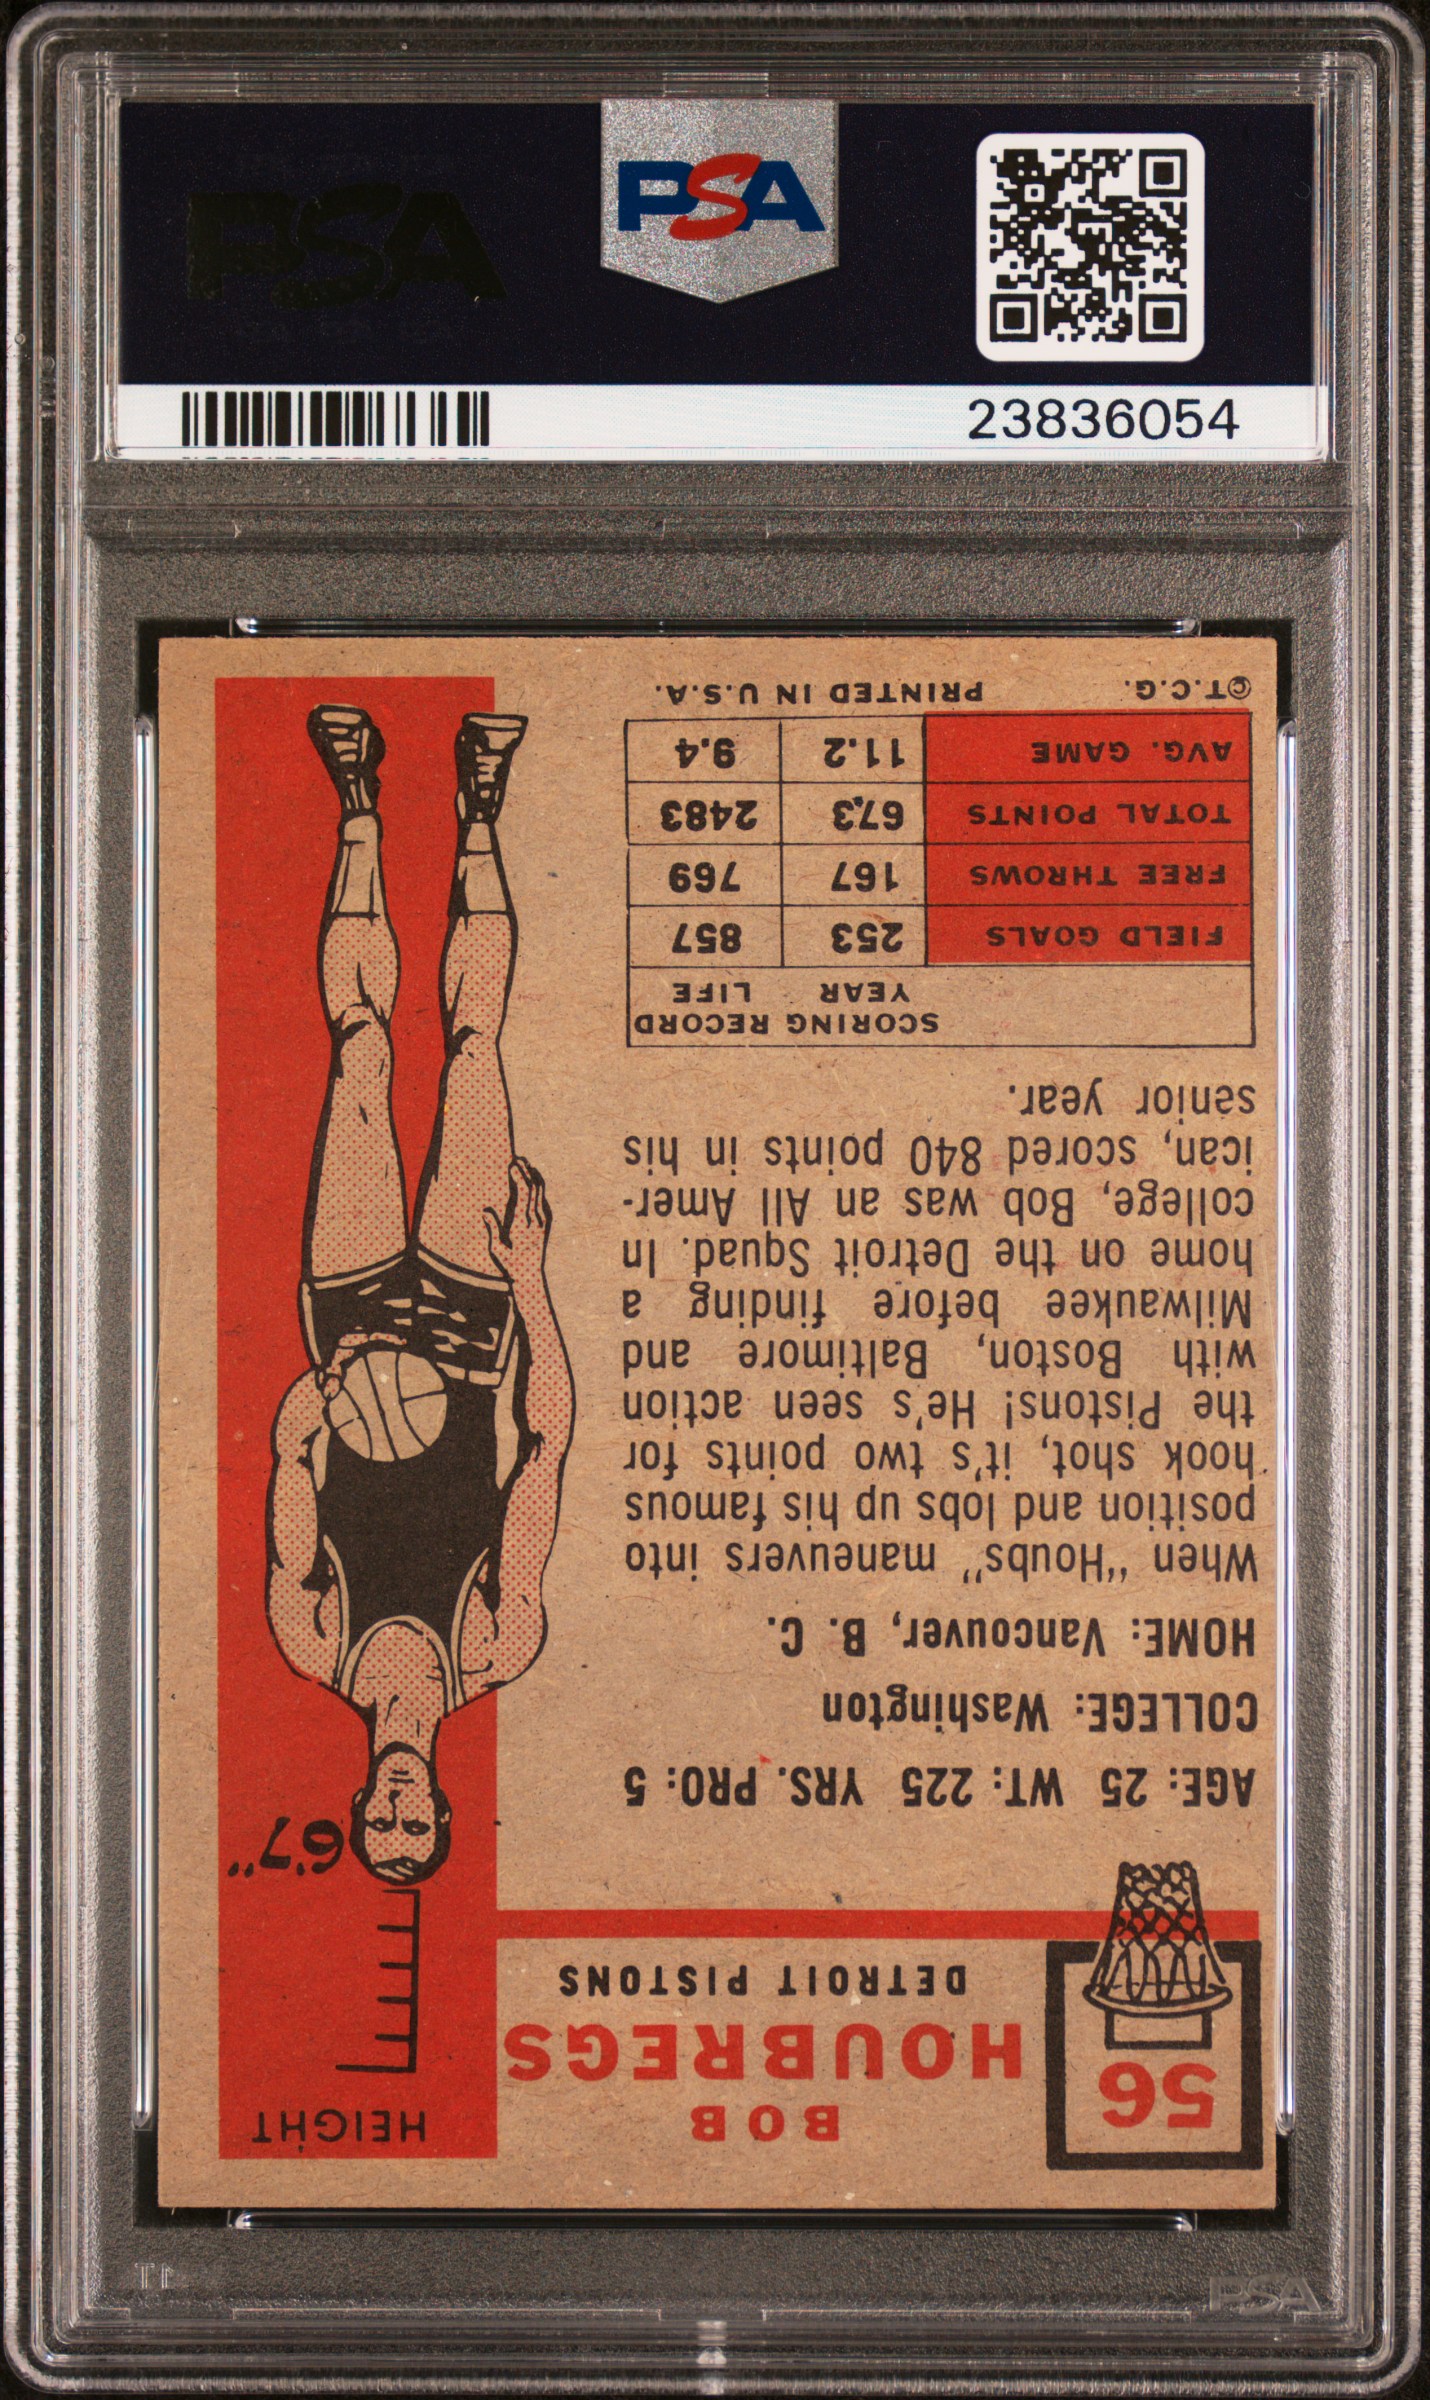 PSA
PSA
23836054
56
BOB
HOUBREGS
DETROIT PISTONS
HEIGHT
6'7"
AGE: 25 WT: 225 YRS. PRO: 5
COLLEGE: Washington
HOME: Vancouver, B. C.
When "Houbs" maneuvers into
position and lobs up his famous
hook shot, it's two points for
the Pistons! He's seen action
with Boston, Baltimore and
Milwaukee before finding a
home on the Detroit Squad. In
college, Bob was an All Amer-
ican, scored 840 points in his
senior year.
SCORING RECORD
YEAR LIFE
FIELD GOALS 253 857
FREE THROWS 167 769
TOTAL POINTS 673 2483
AVG. GAME 11.2 9.4
©T.C.G. PRINTED IN U.S.A.
PSA